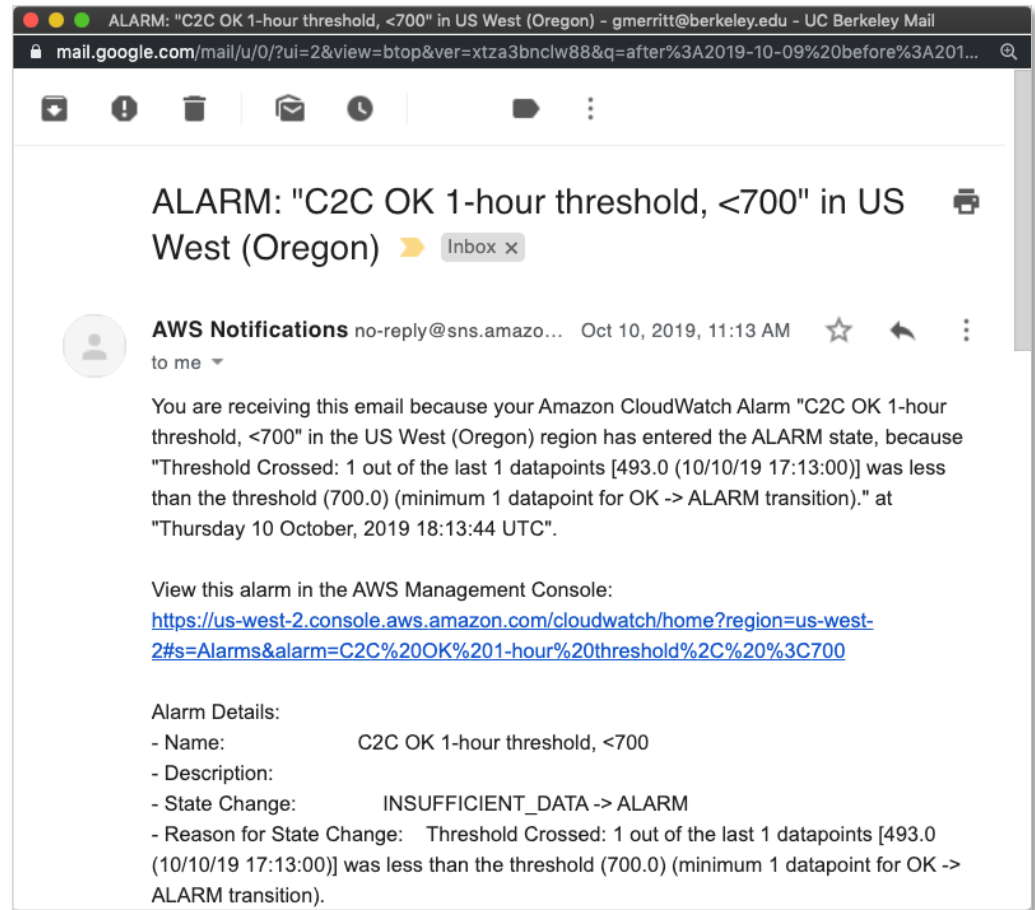 ALARM: "C2C OK 1-hour threshold, <700" in US West (Oregon) - gmerritt@berkeley.edu - UC Berkeley Mail
mail.google.com/mail/u/0/?ui=2&view=btop&ver=xtza3bnclw88&q=after%3A2019-10-09%20before%3A201...
ALARM: "C2C OK 1-hour threshold, <700" in US
West (Oregon) Inbox x
AWS Notifications no-reply@sns.amazo... Oct 10, 2019, 11:13 AM
to me
You are receiving this email because your Amazon CloudWatch Alarm "C2C OK 1-hour
threshold, <700" in the US West (Oregon) region has entered the ALARM state, because
"Threshold Crossed: 1 out of the last 1 datapoints [493.0 (10/10/19 17:13:00)] was less
than the threshold (700.0) (minimum 1 datapoint for OK -> ALARM transition)." at
"Thursday 10 October, 2019 18:13:44 UTC".
View this alarm in the AWS Management Console:
https://us-west-2.console.aws.amazon.com/cloudwatch/home?region=us-west-
2#s=Alarms&alarm=C2C%20OK%201-hour%20threshold%2C%20%3C700
Alarm Details:
- Name: C2C OK 1-hour threshold, <700
- Description:
- State Change: INSUFFICIENT_DATA -> ALARM
- Reason for State Change: Threshold Crossed: 1 out of the last 1 datapoints [493.0
(10/10/19 17:13:00)] was less than the threshold (700.0) (minimum 1 datapoint for OK ->
ALARM transition).